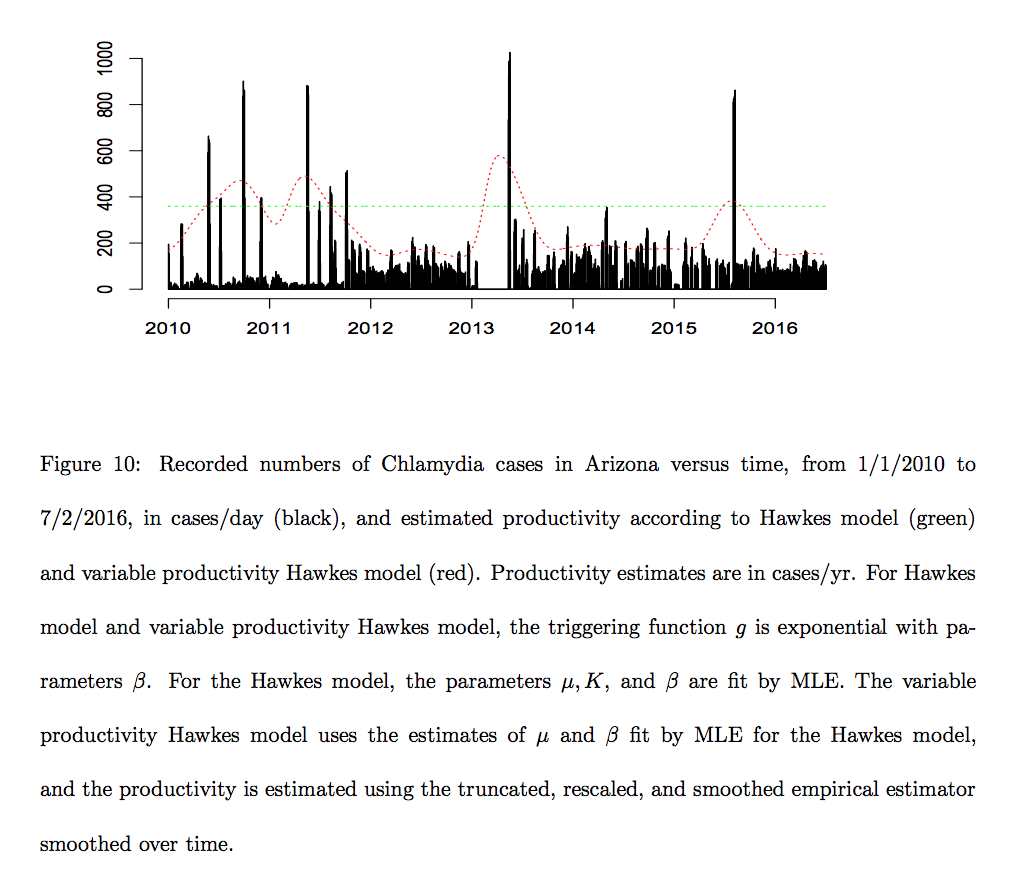 1000
800
600
400
200
0
2010 2011 2012 2013 2014 2015 2016
Figure 10: Recorded numbers of Chlamydia cases in Arizona versus time, from 1/1/2010 to
7/2/2016, in cases/day (black), and estimated productivity according to Hawkes model (green)
and variable productivity Hawkes model (red). Productivity estimates are in cases/yr. For Hawkes
model and variable productivity Hawkes model, the triggering function g is exponential with pa-
rameters β. For the Hawkes model, the parameters μ, K, and β are fit by MLE. The variable
productivity Hawkes model uses the estimates of μ and β fit by MLE for the Hawkes model,
and the productivity is estimated using the truncated, rescaled, and smoothed empirical estimator
smoothed over time.